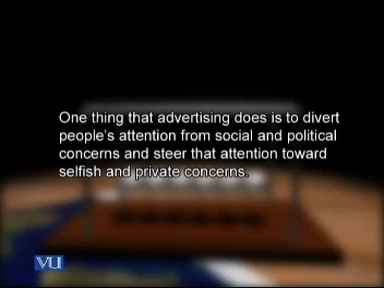 One thing that advertising does is to divert
people's attention from social and political
concerns and steer that attention toward
selfish and private concerns.
VU